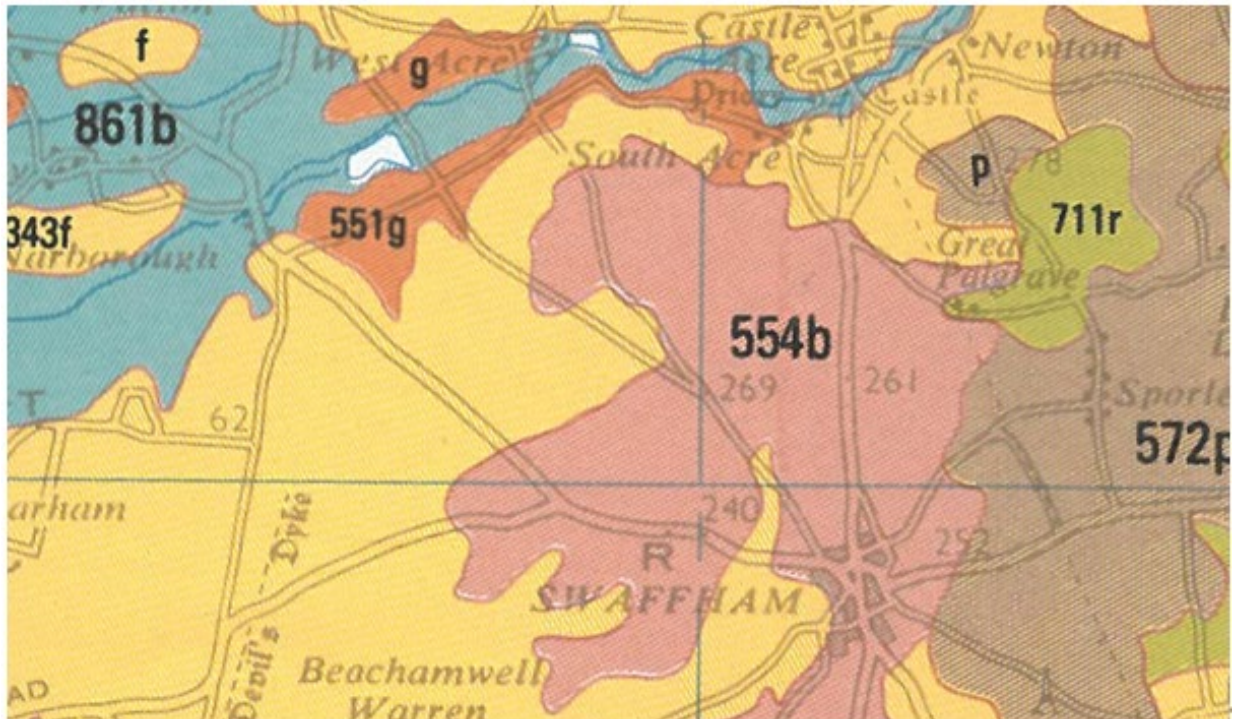 f
West Acre
g
Castle
Acre
Newton
861b
Priory
Castle
South Acre
p
278
343f
Narborough
551g
711r
Great
Palgrave
554b
269
261
T
62
572p
arham
Dyke
240
252
R
SWAFFHAM
Devil's
Beachamwell
Warren
AD